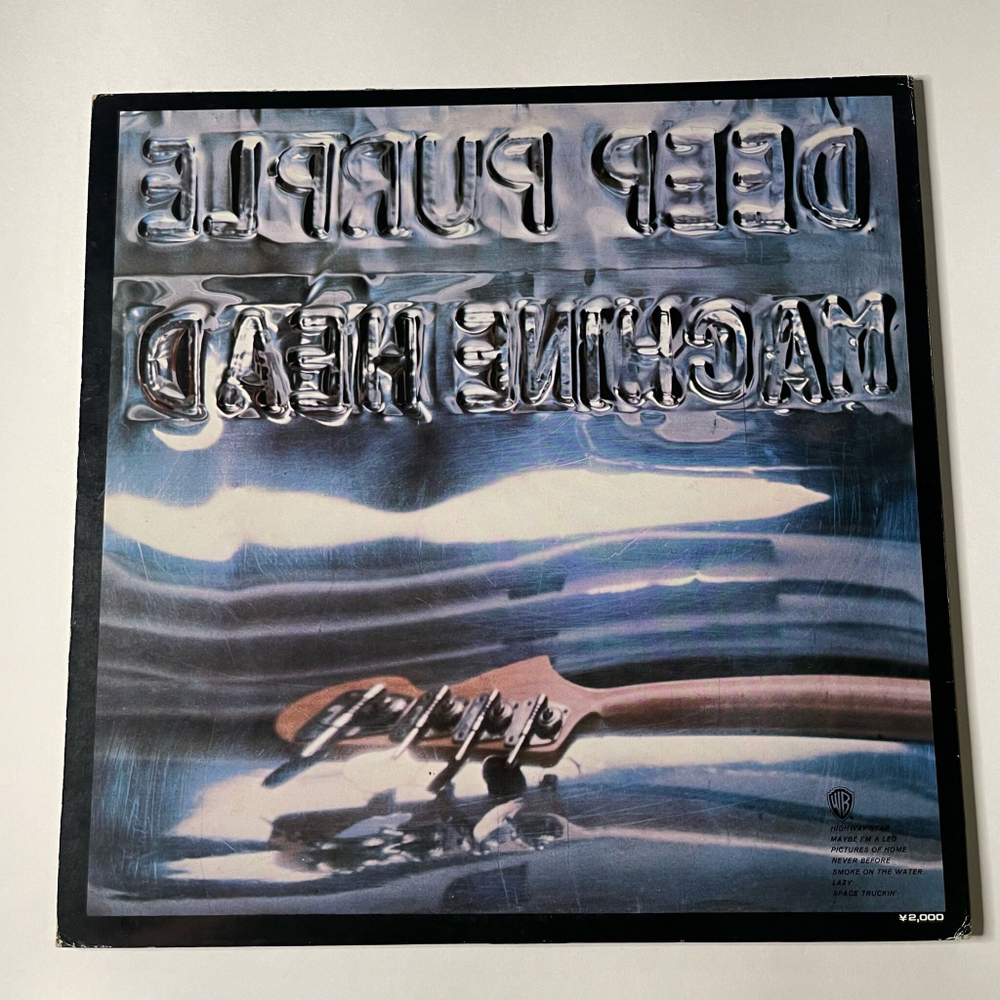 DEEP PURPLE
MACHINE HEAD
WB
HIGHWAY STAR
MAYBE I'M A LEO
PICTURES OF HOME
NEVER BEFORE
SMOKE ON THE WATER
LAZY
SPACE TRUCKIN'
¥2,000